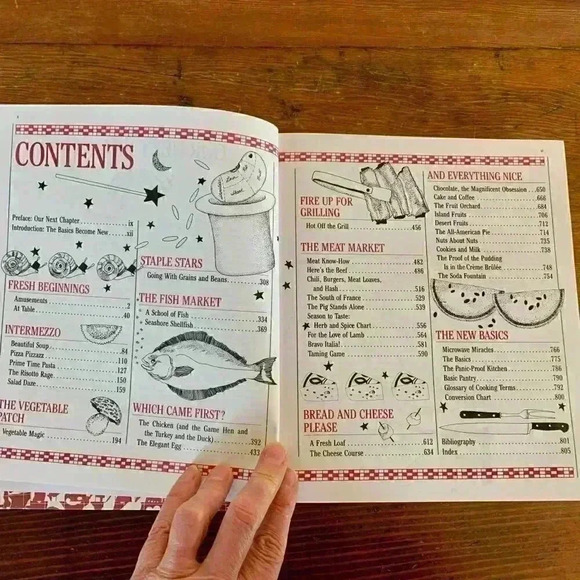 CONTENTS
Preface: Our Next Chapter xi
Introduction: The Basics Become New xii
FRESH BEGINNINGS
Amusements
At Table 40
INTERMEZZO
Beautiful Soup 84
Pizza Pizzazz 110
Prime Time Pasta 127
The Risotto Rage 150
Salad Daze 159
THE VEGETABLE
PATCH
Vegetable Magic 194
STAPLE STARS
Going With Grains and Beans 308
THE FISH MARKET
A School of Fish 334
Seashore Shellfish 369
WHICH CAME FIRST?
The Chicken (and the Game Hen and
the Turkey and the Duck) 392
The Elegant Egg 433
FIRE UP FOR
GRILLING
Hot Off the Grill 456
THE MEAT MARKET
Meat Know-How 482
Here's the Beef 486
Chili, Burgers, Meat Loaves,
and Hash 516
The South of France 529
The Pig Stands Alone 539
Season to Taste:
Herb and Spice Chart 556
For the Love of Lamb 564
Bravo Italia! 581
Taming Game 590
BREAD AND CHEESE
PLEASE
A Fresh Loaf 612
The Cheese Course 634
AND EVERYTHING NICE
Chocolate, the Magnificent Obsession 650
Cake and Coffee 666
The Fruit Orchard 684
Island Fruits 706
Desert Fruits 711
The All-American Pie 714
Nuts About Nuts 735
Cookies and Milk 738
The Proof of the Pudding
Is in the Crème Brûlée 748
The Soda Fountain 754
THE NEW BASICS
Microwave Miracles 766
The Basics 775
The Panic-Proof Kitchen 786
Basic Pantry 790
Glossary of Cooking Terms 792
Conversion Chart 800
Bibliography 801
Index 805